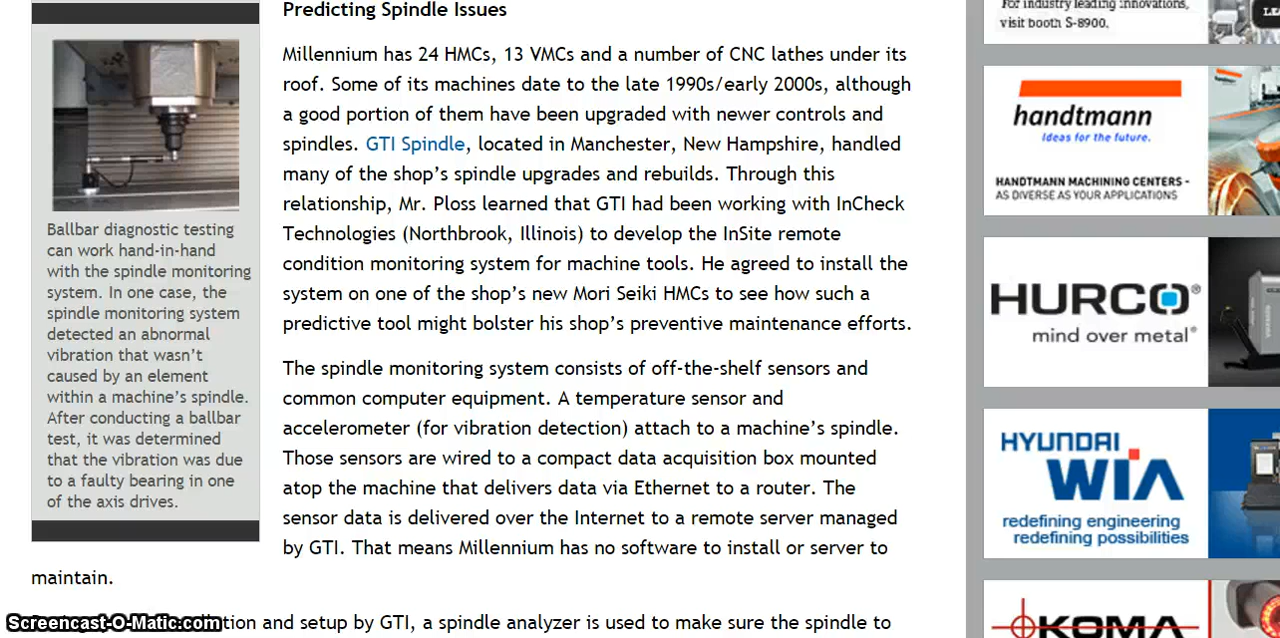 Predicting Spindle Issues
Millennium has 24 HMCs, 13 VMCs and a number of CNC lathes under its
roof. Some of its machines date to the late 1990s/early 2000s, although
a good portion of them have been upgraded with newer controls and
spindles. GTI Spindle, located in Manchester, New Hampshire, handled
many of the shop’s spindle upgrades and rebuilds. Through this
relationship, Mr. Ploss learned that GTI had been working with InCheck
Technologies (Northbrook, Illinois) to develop the InSite remote
condition monitoring system for machine tools. He agreed to install the
system on one of the shop’s new Mori Seiki HMCs to see how such a
predictive tool might bolster his shop’s preventive maintenance efforts.
The spindle monitoring system consists of off-the-shelf sensors and
common computer equipment. A temperature sensor and
accelerometer (for vibration detection) attach to a machine’s spindle.
Those sensors are wired to a compact data acquisition box mounted
atop the machine that delivers data via Ethernet to a router. The
sensor data is delivered over the Internet to a remote server managed
by GTI. That means Millennium has no software to install or server to
maintain.
and setup by GTI, a spindle analyzer is used to make sure the spindle to
Ballbar diagnostic testing
can work hand-in-hand
with the spindle monitoring
system. In one case, the
spindle monitoring system
detected an abnormal
vibration that wasn’t
caused by an element
within a machine’s spindle.
After conducting a ballbar
test, it was determined
that the vibration was due
to a faulty bearing in one
of the axis drives.
For industry leading innovations,
visit booth S-8900.
handtmann
Ideas for the future.
HANDTMANN MACHINING CENTERS -
AS DIVERSE AS YOUR APPLICATIONS
HURCO®
mind over metal®
HYUNDAI
WIA
redefining engineering
redefining possibilities
KOMA
Screencast-O-Matic.com